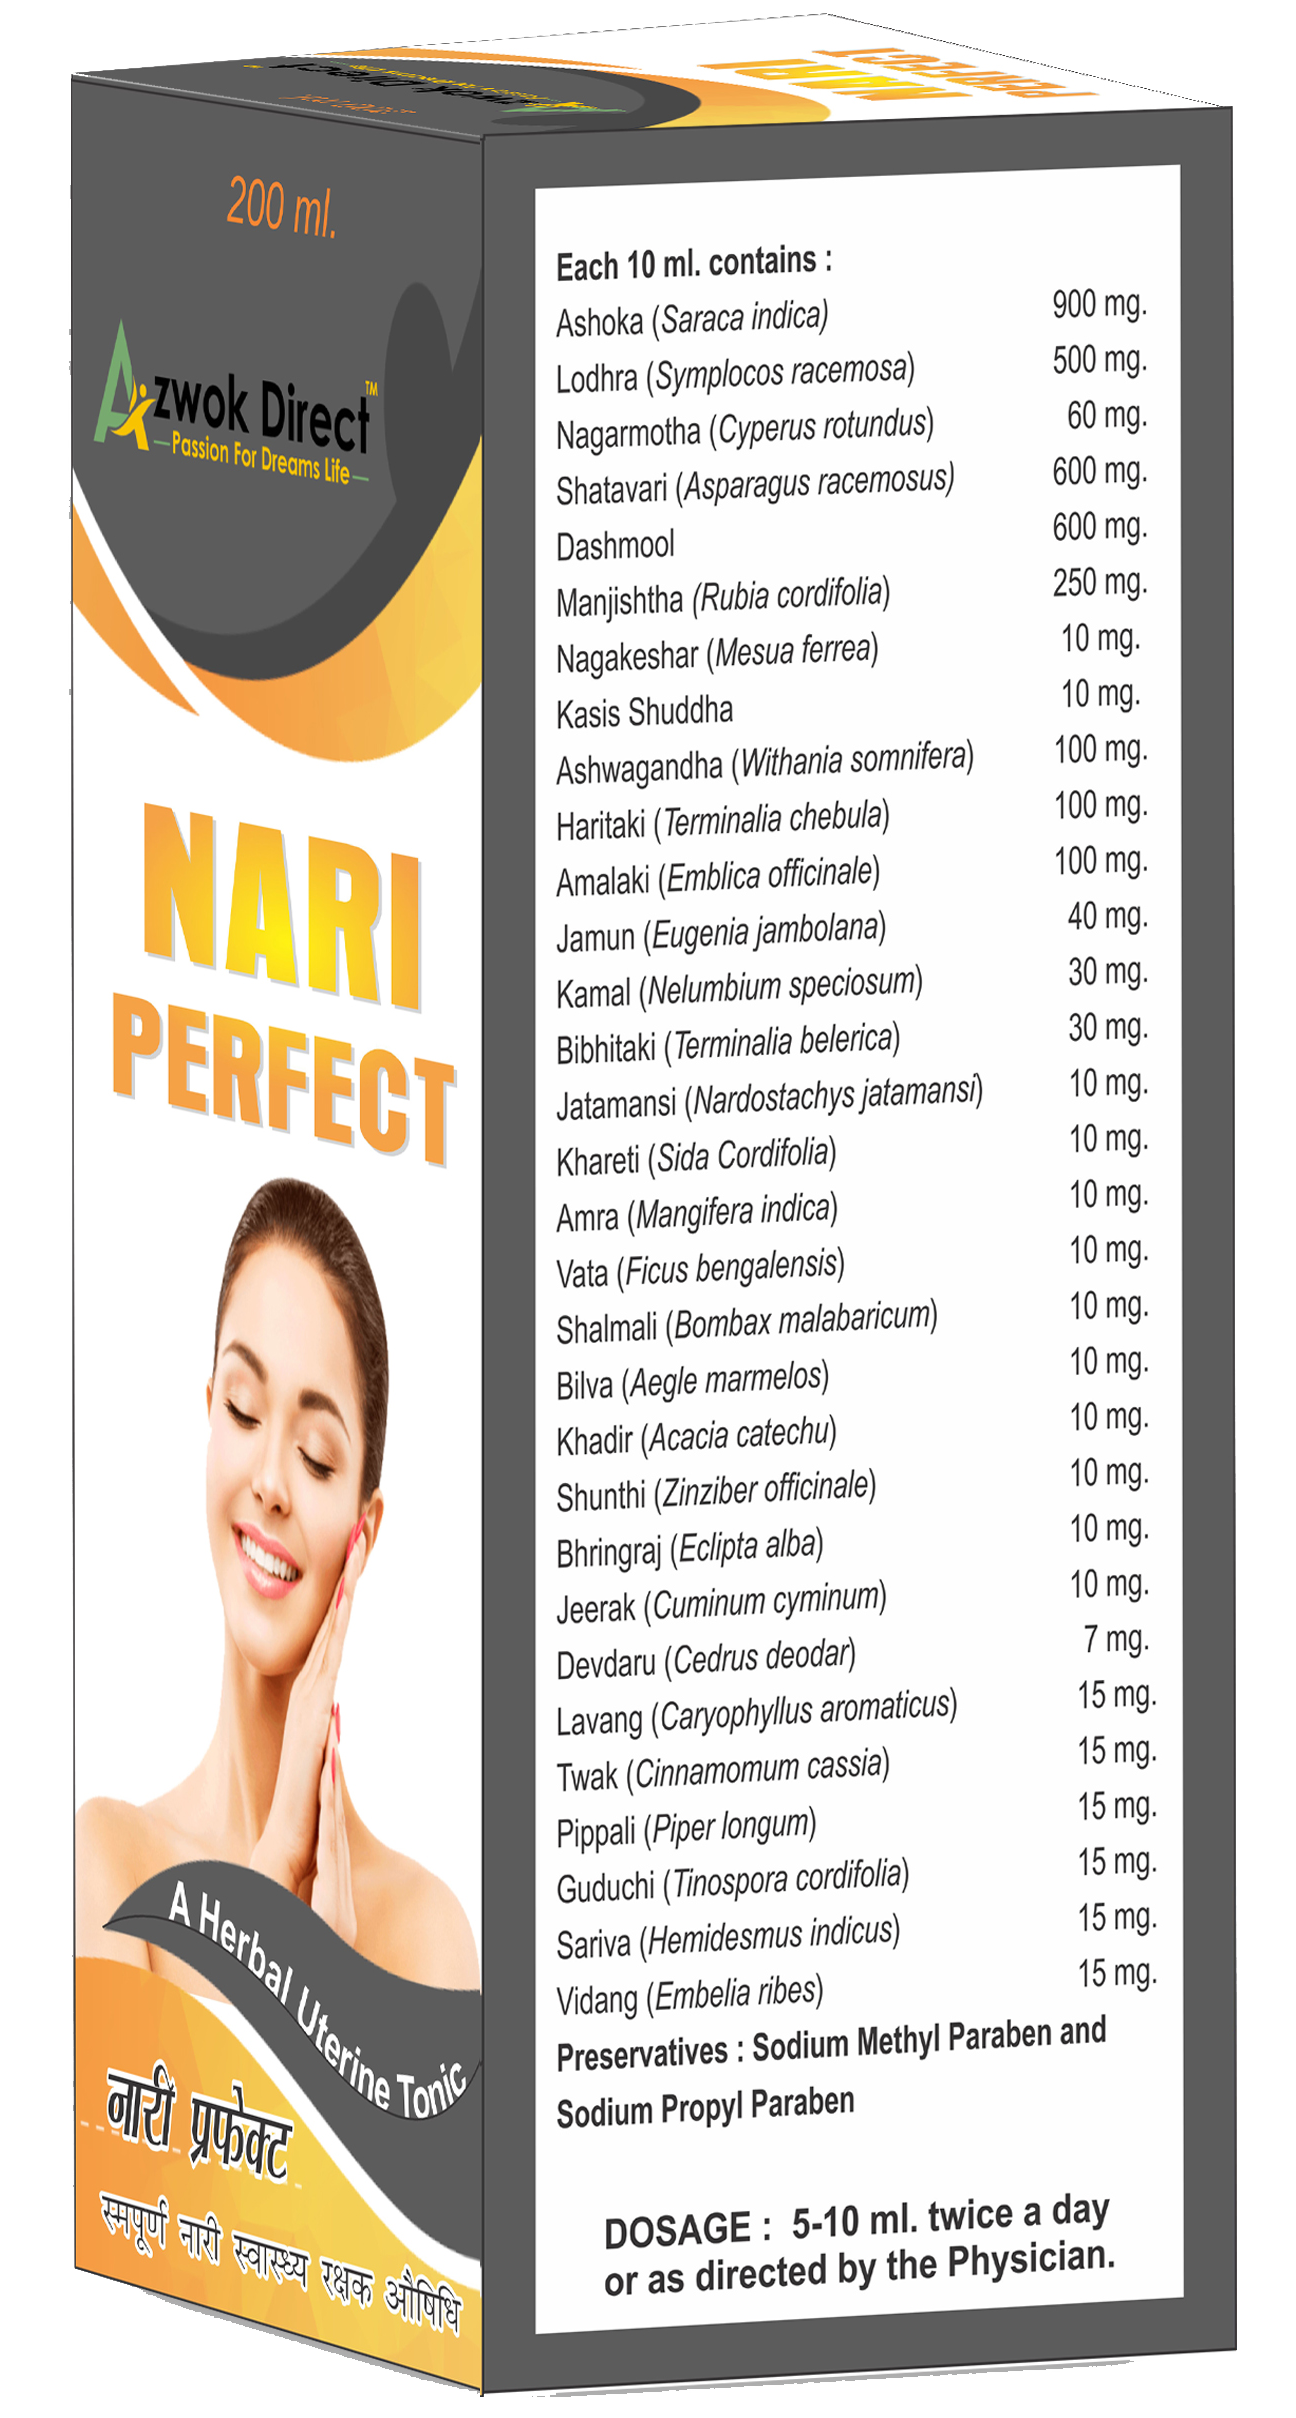 NARI
PERFECT
200 ml.
Azwok Direct™
Passion For Dreams Life
NARI
PERFECT
A Herbal Uterine Tonic
नारी प्रफेक्ट
स्मपूर्ण नारी स्वास्थ्य रक्षक औषिधि
Each 10 ml. contains :
Ashoka (Saraca indica) 900 mg.
Lodhra (Symplocos racemosa) 500 mg.
Nagarmotha (Cyperus rotundus) 60 mg.
Shatavari (Asparagus racemosus) 600 mg.
Dashmool 600 mg.
Manjishtha (Rubia cordifolia) 250 mg.
Nagakeshar (Mesua ferrea) 10 mg.
Kasis Shuddha 10 mg.
Ashwagandha (Withania somnifera) 100 mg.
Haritaki (Terminalia chebula) 100 mg.
Amalaki (Emblica officinale) 100 mg.
Jamun (Eugenia jambolana) 40 mg.
Kamal (Nelumbium speciosum) 30 mg.
Bibhitaki (Terminalia belerica) 30 mg.
Jatamansi (Nardostachys jatamansi) 10 mg.
Khareti (Sida Cordifolia) 10 mg.
Amra (Mangifera indica) 10 mg.
Vata (Ficus bengalensis) 10 mg.
Shalmali (Bombax malabaricum) 10 mg.
Bilva (Aegle marmelos) 10 mg.
Khadir (Acacia catechu) 10 mg.
Shunthi (Zinziber officinale) 10 mg.
Bhringraj (Eclipta alba) 10 mg.
Jeerak (Cuminum cyminum) 10 mg.
Devdaru (Cedrus deodar) 7 mg.
Lavang (Caryophyllus aromaticus) 15 mg.
Twak (Cinnamomum cassia) 15 mg.
Pippali (Piper longum) 15 mg.
Guduchi (Tinospora cordifolia) 15 mg.
Sariva (Hemidesmus indicus) 15 mg.
Vidang (Embelia ribes) 15 mg.
Preservatives : Sodium Methyl Paraben and
Sodium Propyl Paraben
DOSAGE : 5-10 ml. twice a day
or as directed by the Physician.